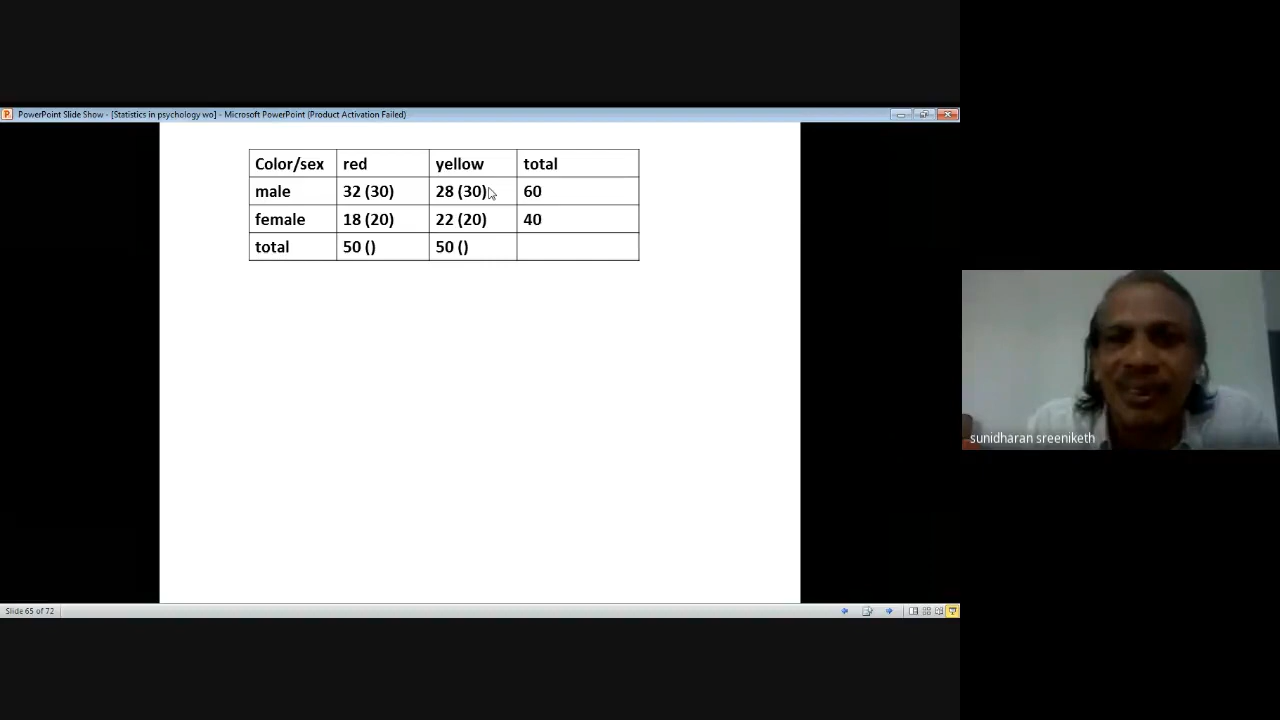 PowerPoint Slide Show - [Statistics in psychology wo] - Microsoft PowerPoint (Product Activation Failed)
Color/sex red yellow total
male 32 (30) 28 (30) 60
female 18 (20) 22 (20) 40
total 50 () 50 ()
sunidharan sreeniketh
Slide 65 of 72